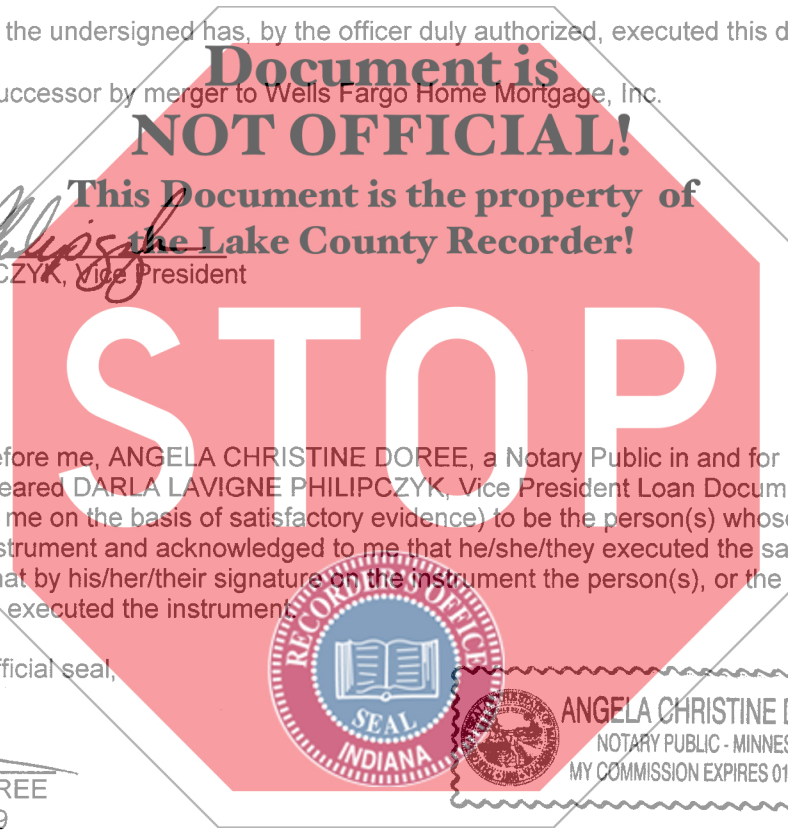 the undersigned has, by the officer duly authorized, executed this d
Document is
uccessor by merger to Wells Fargo Home Mortgage, Inc.
NOT OFFICIAL!
This Document is the property of
the Lake County Recorder!
CZYK, Vice President
STOP
efore me, ANGELA CHRISTINE DOREE, a Notary Public in and for
eared DARLA LAVIGNE PHILIPCZYK, Vice President Loan Docum
me on the basis of satisfactory evidence) to be the person(s) whose
strument and acknowledged to me that he/she/they executed the sa
hat by his/her/their signature on the instrument the person(s), or the
executed the instrument.
RECORDER'S OFFICE
SEAL
INDIANA
fficial seal,
ANGELA CHRISTINE D
NOTARY PUBLIC - MINNES
MY COMMISSION EXPIRES 01
REE
9